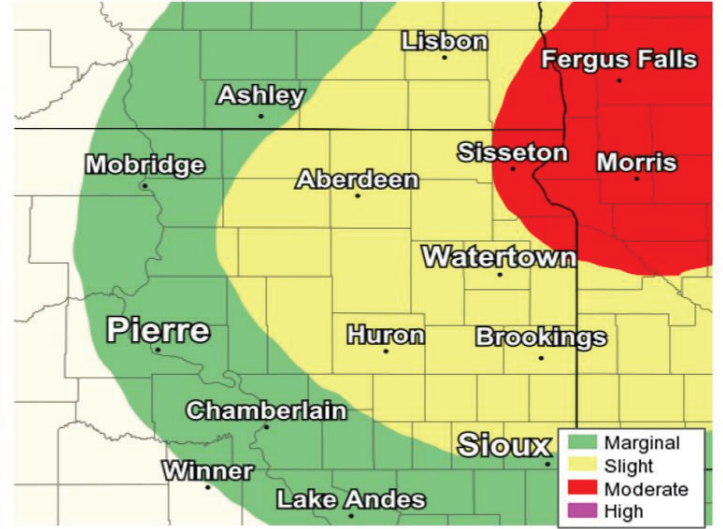 Lisbon
Fergus Falls
Ashley
Sisseton
Morris
Mobridge
Aberdeen
Watertown
Pierre
Huron
Brookings
Chamberlain
Sioux
Winner
Lake Andes
Marginal
Slight
Moderate
High